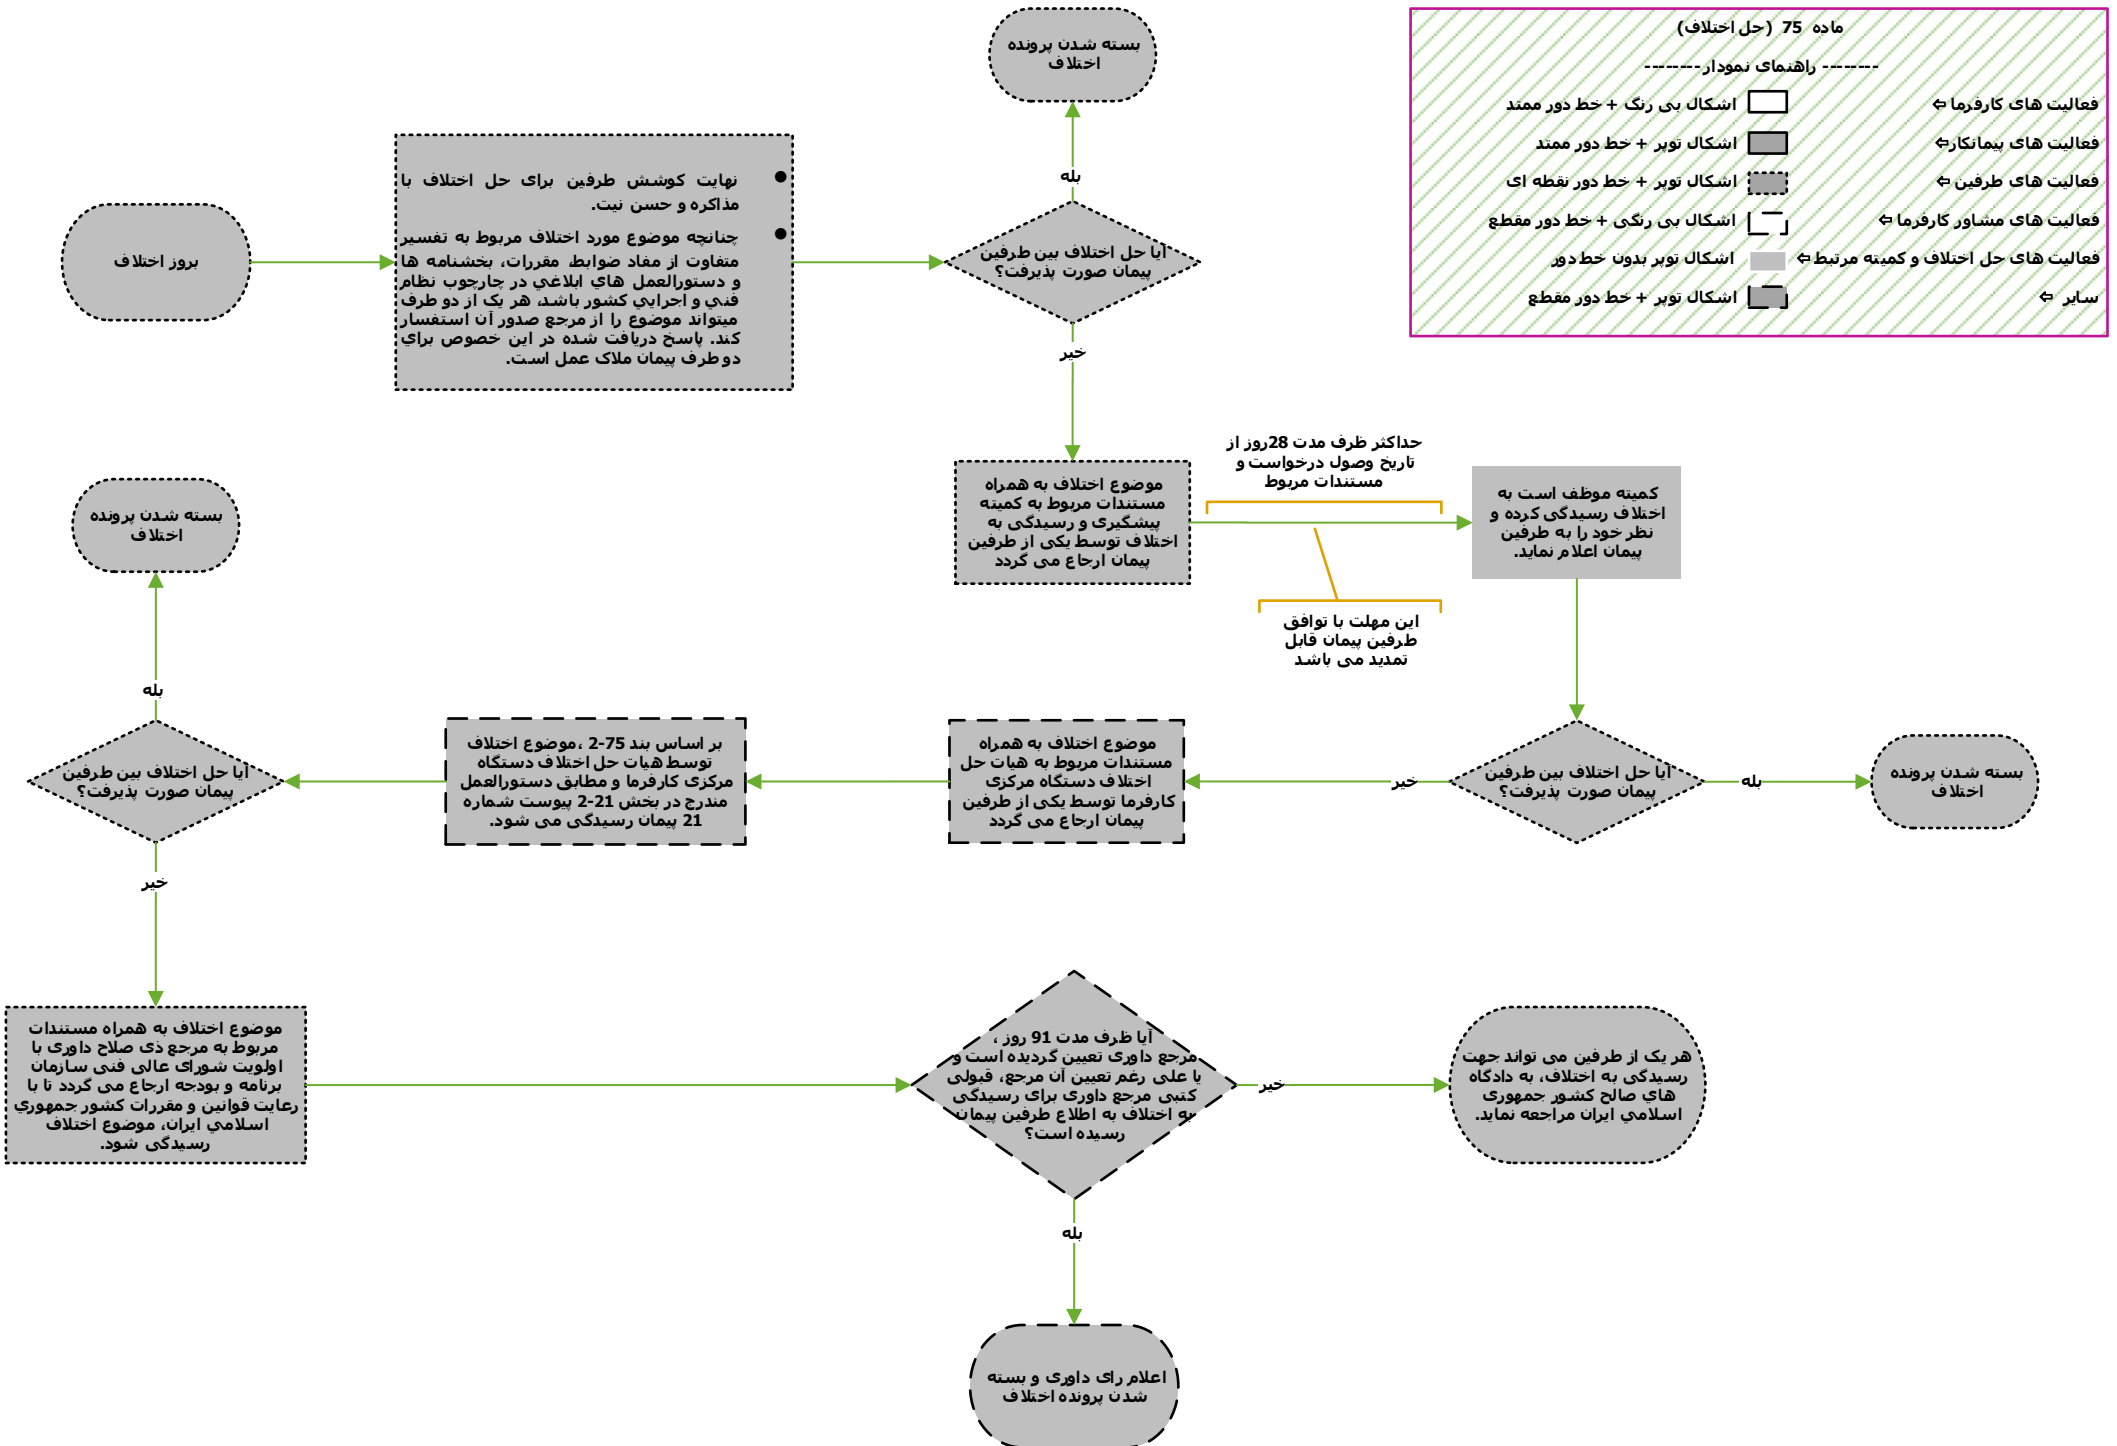 ماده 75 (حل اختلاف)
-------- راهنمای نمودار--------
فعالیت های کارفرما ⇦ اشکال بی رنگ + خط دور ممتد
فعالیت های پیمانکار⇦ اشکال توپر + خط دور ممتد
فعالیت های طرفین ⇦ اشکال توپر + خط دور نقطه ای
فعالیت های مشاور کارفرما ⇦ اشکال بی رنگی + خط دور مقطع
فعالیت های حل اختلاف و کمیته مرتبط⇦ اشکال توپر بدون خط دور
سایر ⇦ اشکال توپر + خط دور مقطع
بروز اختلاف
● نهایت کوشش طرفین برای حل اختلاف با
مذاکره و حسن نیت.
● چنانچه موضوع مورد اختلاف مربوط به تفسیر
متفاوت از مفاد ضوابط، مقررات، بخشنامه ها
و دستورالعمل هاي ابلاغي در چارچوب نظام
فني و اجرايي كشور باشد، هر يک از دو طرف
ميتواند موضوع را از مرجع صدور آن استفسار
كند. پاسخ دريافت شده در اين خصوص براي
دو طرف پيمان ملاک عمل است.
آیا حل اختلاف بین طرفین
پیمان صورت پذیرفت؟
بله
بسته شدن پرونده
اختلاف
خیر
موضوع اختلاف به همراه
مستندات مربوط به کمیته
پیشگیری و رسیدگی به
اختلاف توسط یکی از طرفین
پیمان ارجاع می گردد
حداکثر ظرف مدت 28روز از
تاریخ وصول درخواست و
مستندات مربوط
این مهلت با توافق
طرفین پیمان قابل
تمدید می باشد
کمیته موظف است به
اختلاف رسیدگی کرده و
نظر خود را به طرفین
پیمان اعلام نماید.
آیا حل اختلاف بین طرفین
پیمان صورت پذیرفت؟
بله
بسته شدن پرونده
اختلاف
خیر
موضوع اختلاف به همراه
مستندات مربوط به هیات حل
اختلاف دستگاه مرکزی
کارفرما توسط یکی از طرفین
پیمان ارجاع می گردد
بر اساس بند 75-2 ،موضوع اختلاف
توسط هیات حل اختلاف دستگاه
مرکزی کارفرما و مطابق دستورالعمل
مندرج در بخش 21-2 پیوست شماره
21 پیمان رسیدگی می شود.
آیا حل اختلاف بین طرفین
پیمان صورت پذیرفت؟
بله
بسته شدن پرونده
اختلاف
خیر
موضوع اختلاف به همراه مستندات
مربوط به مرجع ذی صلاح داوری با
اولویت شورای عالی فنی سازمان
برنامه و بودجه ارجاع می گردد تا با
رعایت قوانین و مقررات کشور جمهوري
اسلامي ايران، موضوع اختلاف
رسیدگی شود.
آیا ظرف مدت 91 روز ،
مرجع داوری تعیین گردیده است و
یا علی رغم تعیین آن مرجع، قبولی
کتبی مرجع داوری برای رسیدگی
به اختلاف به اطلاع طرفین پیمان
رسیده است؟
خیر
هر یک از طرفین می تواند جهت
رسیدگی به اختلاف، به دادگاه
هاي صالح کشور جمهوري
اسلامي ايران مراجعه نماید.
بله
اعلام رای داوری و بسته
شدن پرونده اختلاف